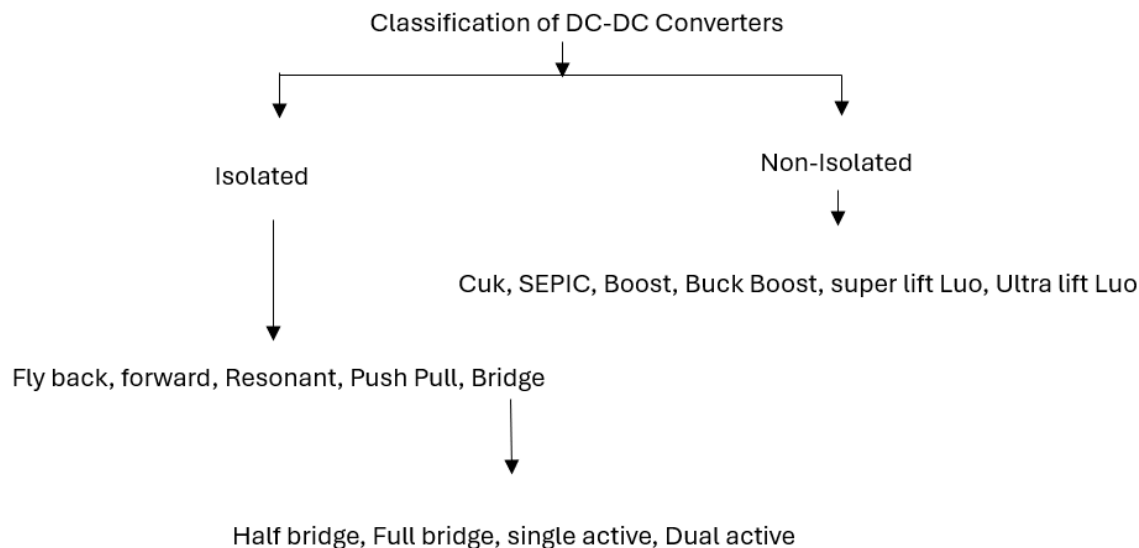 Classification of DC-DC Converters
Isolated
Non-Isolated
Cuk, SEPIC, Boost, Buck Boost, super lift Luo, Ultra lift Luo
Fly back, forward, Resonant, Push Pull, Bridge
Half bridge, Full bridge, single active, Dual active